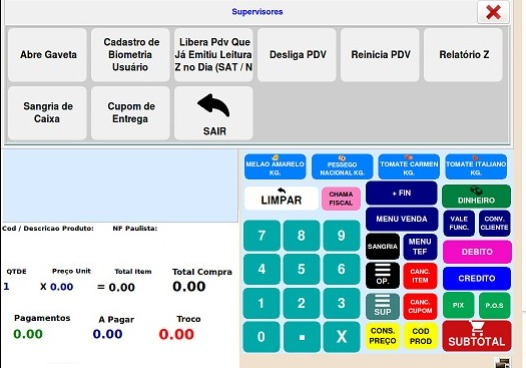 Supervisores
Abre Gaveta
Cadastro de
Biometria
Usuário
Libera Pdv Que
Já Emitiu Leitura
Z no Dia (SAT / N
Desliga PDV
Reinicia PDV
Relatório Z
Sangria de
Caixa
Cupom de
Entrega
SAIR
MELAO AMARELO
KG.
PESSEGO
NACIONAL KG.
TOMATE CARMEN
KG.
TOMATE ITALIANO
KG.
LIMPAR
CHAMA
FISCAL
+ FIN
DINHEIRO
MENU VENDA
VALE
FUNC.
CONV.
CLIENTE
Cod / Descricao Produto:
NF Paulista:
7
8
9
SANGRIA
MENU
TEF
DEBITO
QTDE
Preço Unit
Total Item
Total Compra
1
X 0.00
= 0.00
0.00
4
5
6
OP.
CANC.
ITEM
CREDITO
1
2
3
SUP
CANC.
CUPOM
PIX
P.O.S
Pagamentos
A Pagar
Troco
0.00
0.00
0.00
0
.
X
CONS.
PREÇO
COD
PROD
SUBTOTAL